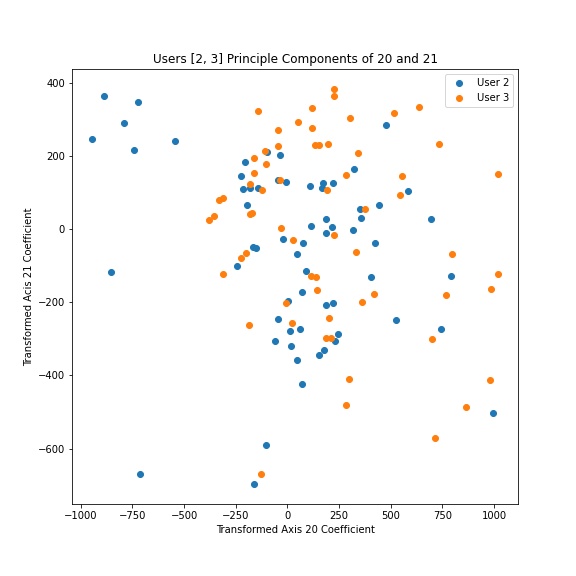 Users [2, 3] Principle Components of 20 and 21
User 2
User 3
Transformed Acis 21 Coefficient
400
200
0
−200
−400
−600
−1000 −750 −500 −250 0 250 500 750 1000
Transformed Axis 20 Coefficient